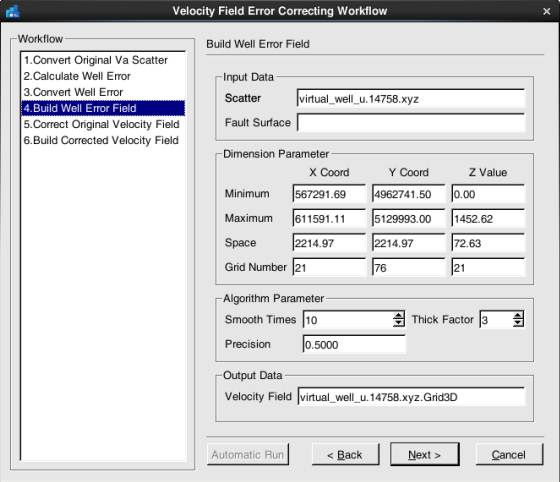 Velocity Field Error Correcting Workflow
Workflow
1.Convert Original Va Scatter
2.Calculate Well Error
3.Convert Well Error
4.Build Well Error Field
5.Correct Original Velocity Field
6.Build Corrected Velocity Field
Build Well Error Field
Input Data
Scatter virtual_well_u.14758.xyz
Fault Surface
Dimension Parameter
X Coord Y Coord Z Value
Minimum 567291.69 4962741.50 0.00
Maximum 611591.11 5129993.00 1452.62
Space 2214.97 2214.97 72.63
Grid Number 21 76 21
Algorithm Parameter
Smooth Times 10 Thick Factor 3
Precision 0.5000
Output Data
Velocity Field virtual_well_u.14758.xyz.Grid3D
Automatic Run < Back Next > Cancel